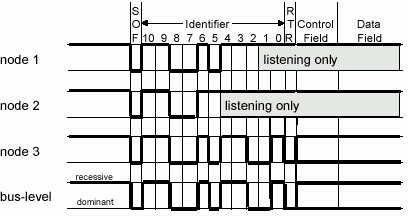 S O F
Identifier
R T R
Control Field
Data Field
10 9 8 7 6 5 4 3 2 1 0
node 1
listening only
node 2
listening only
node 3
recessive
bus-level
dominant